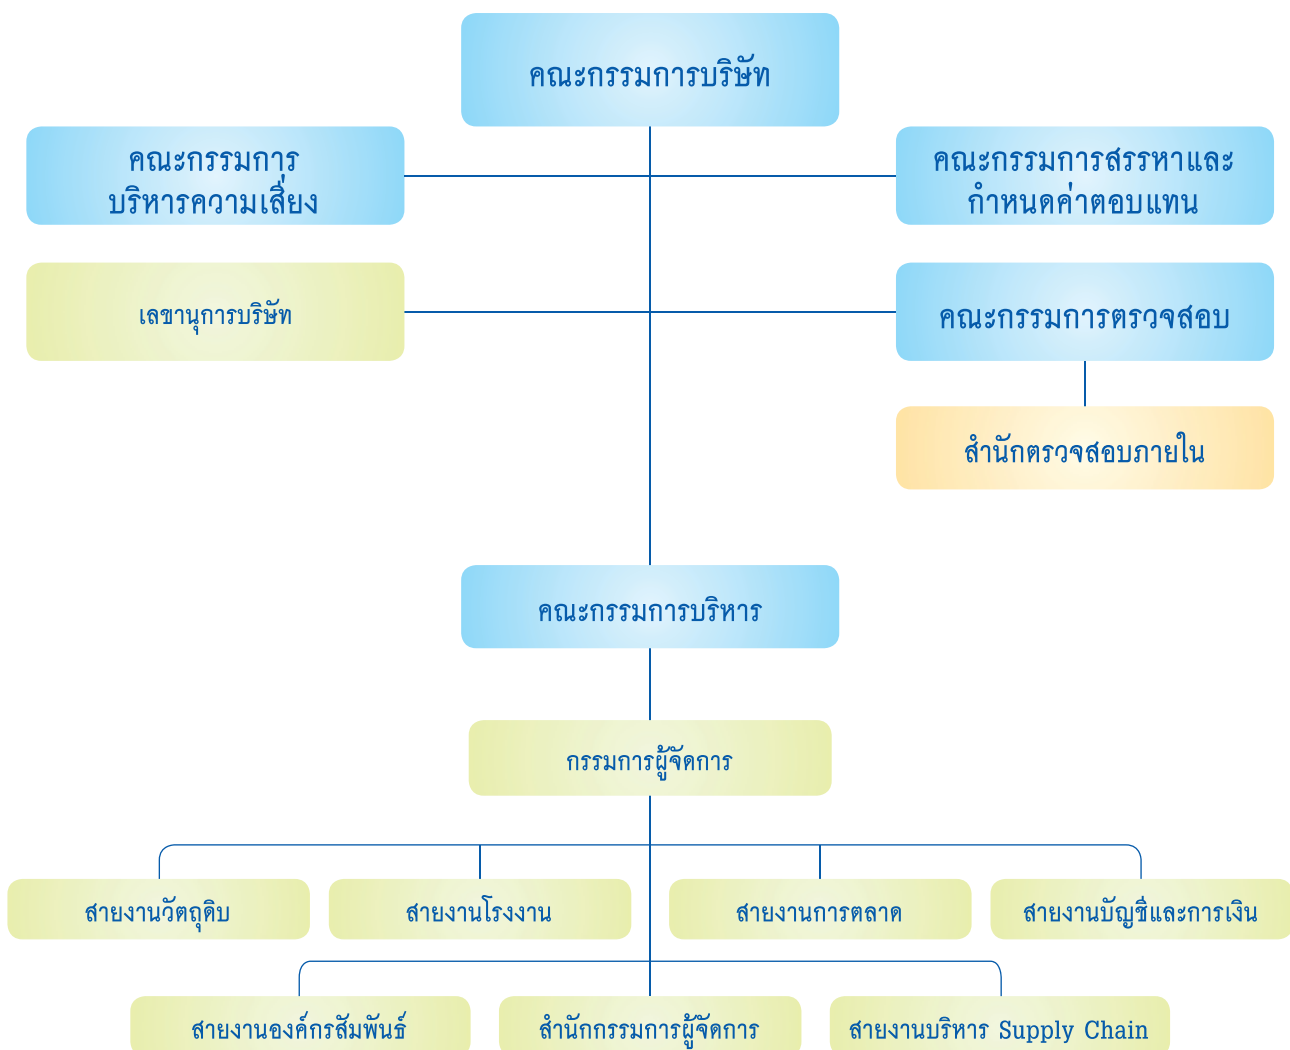 คณะกรรมการบริษัท
คณะกรรมการ
บริหารความเสี่ยง
คณะกรรมการสรรหาและ
กำหนดค่าตอบแทน
เลขานุการบริษัท
คณะกรรมการตรวจสอบ
สำนักตรวจสอบภายใน
คณะกรรมการบริหาร
กรรมการผู้จัดการ
สายงานวัตถุดิบ
สายงานโรงงาน
สายงานการตลาด
สายงานบัญชีและการเงิน
สายงานองค์กรสัมพันธ์
สำนักกรรมการผู้จัดการ
สายงานบริหาร Supply Chain